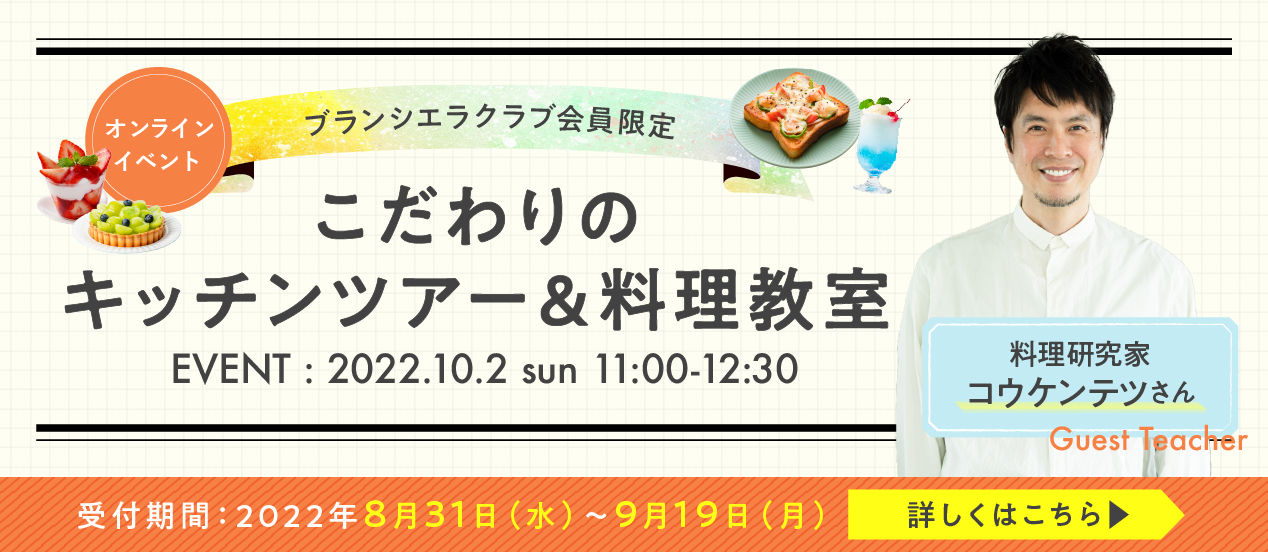 オンライン
イベント
ブランシエラクラブ会員限定
こだわりの
キッチンツアー&料理教室
EVENT : 2022.10.2 sun 11:00-12:30
料理研究家
コウケンテツさん
Guest Teacher
受付期間：2022年8月31日（水）～9月19日（月）
詳しくはこちら▶